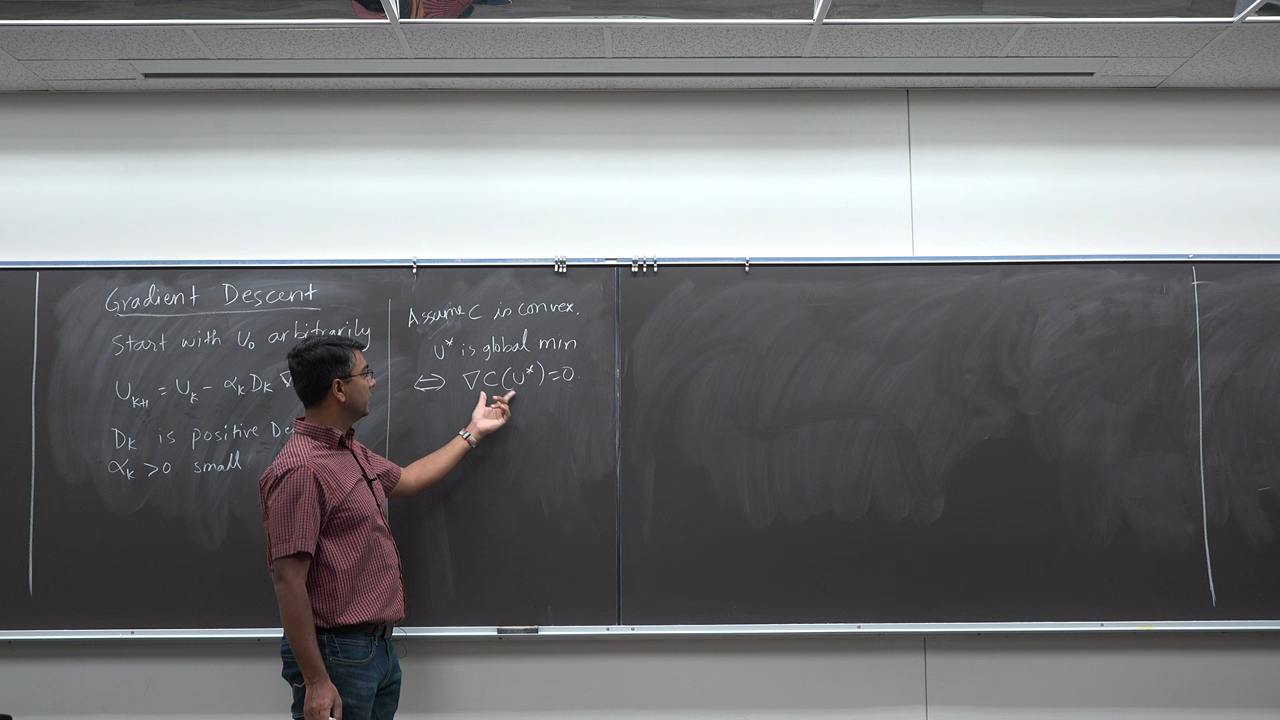 Gradient Descent
Start with U₀ arbitrarily
Uₖ₊₁ = Uₖ - αₖ Dₖ ∇
Dₖ is positive De
αₖ >0 small
Assume C is convex.
U* is global min
⟺ ∇C(U*)=0.